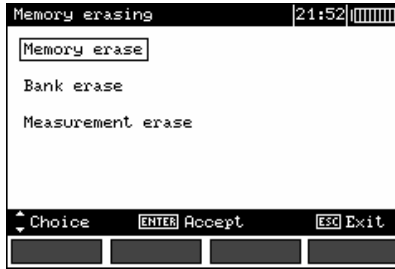 Memory erasing 21:52
Memory erase
Bank erase
Measurement erase
Choice ENTER Accept ESC Exit